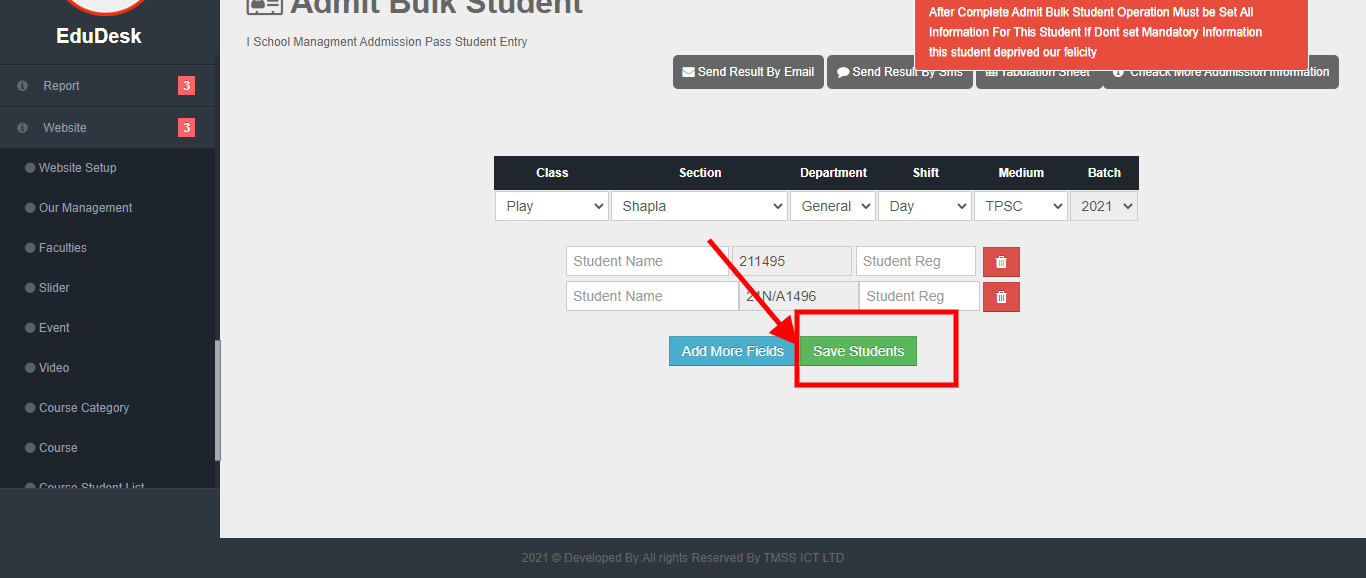 Admit Bulk Student
After Complete Admit Bulk Student Operation Must be Set All
Information For This Student If Dont set Mandatory Information
this student deprived our felicity
EduDesk
I School Managment Addmission Pass Student Entry
Send Result By Email
Send Result By Sms
Tabulation Sheet
Cheack More Addmission Information
Report 3
Website 3
Website Setup
Our Management
Faculties
Slider
Event
Video
Course Category
Course
Course Student List
Class Section Department Shift Medium Batch
Play Shapla General Day TPSC 2021
Student Name 211495 Student Reg
Student Name 21N/A1496 Student Reg
Add More Fields Save Students
2021 © Developed By:All rights Reserved By TMSS ICT LTD